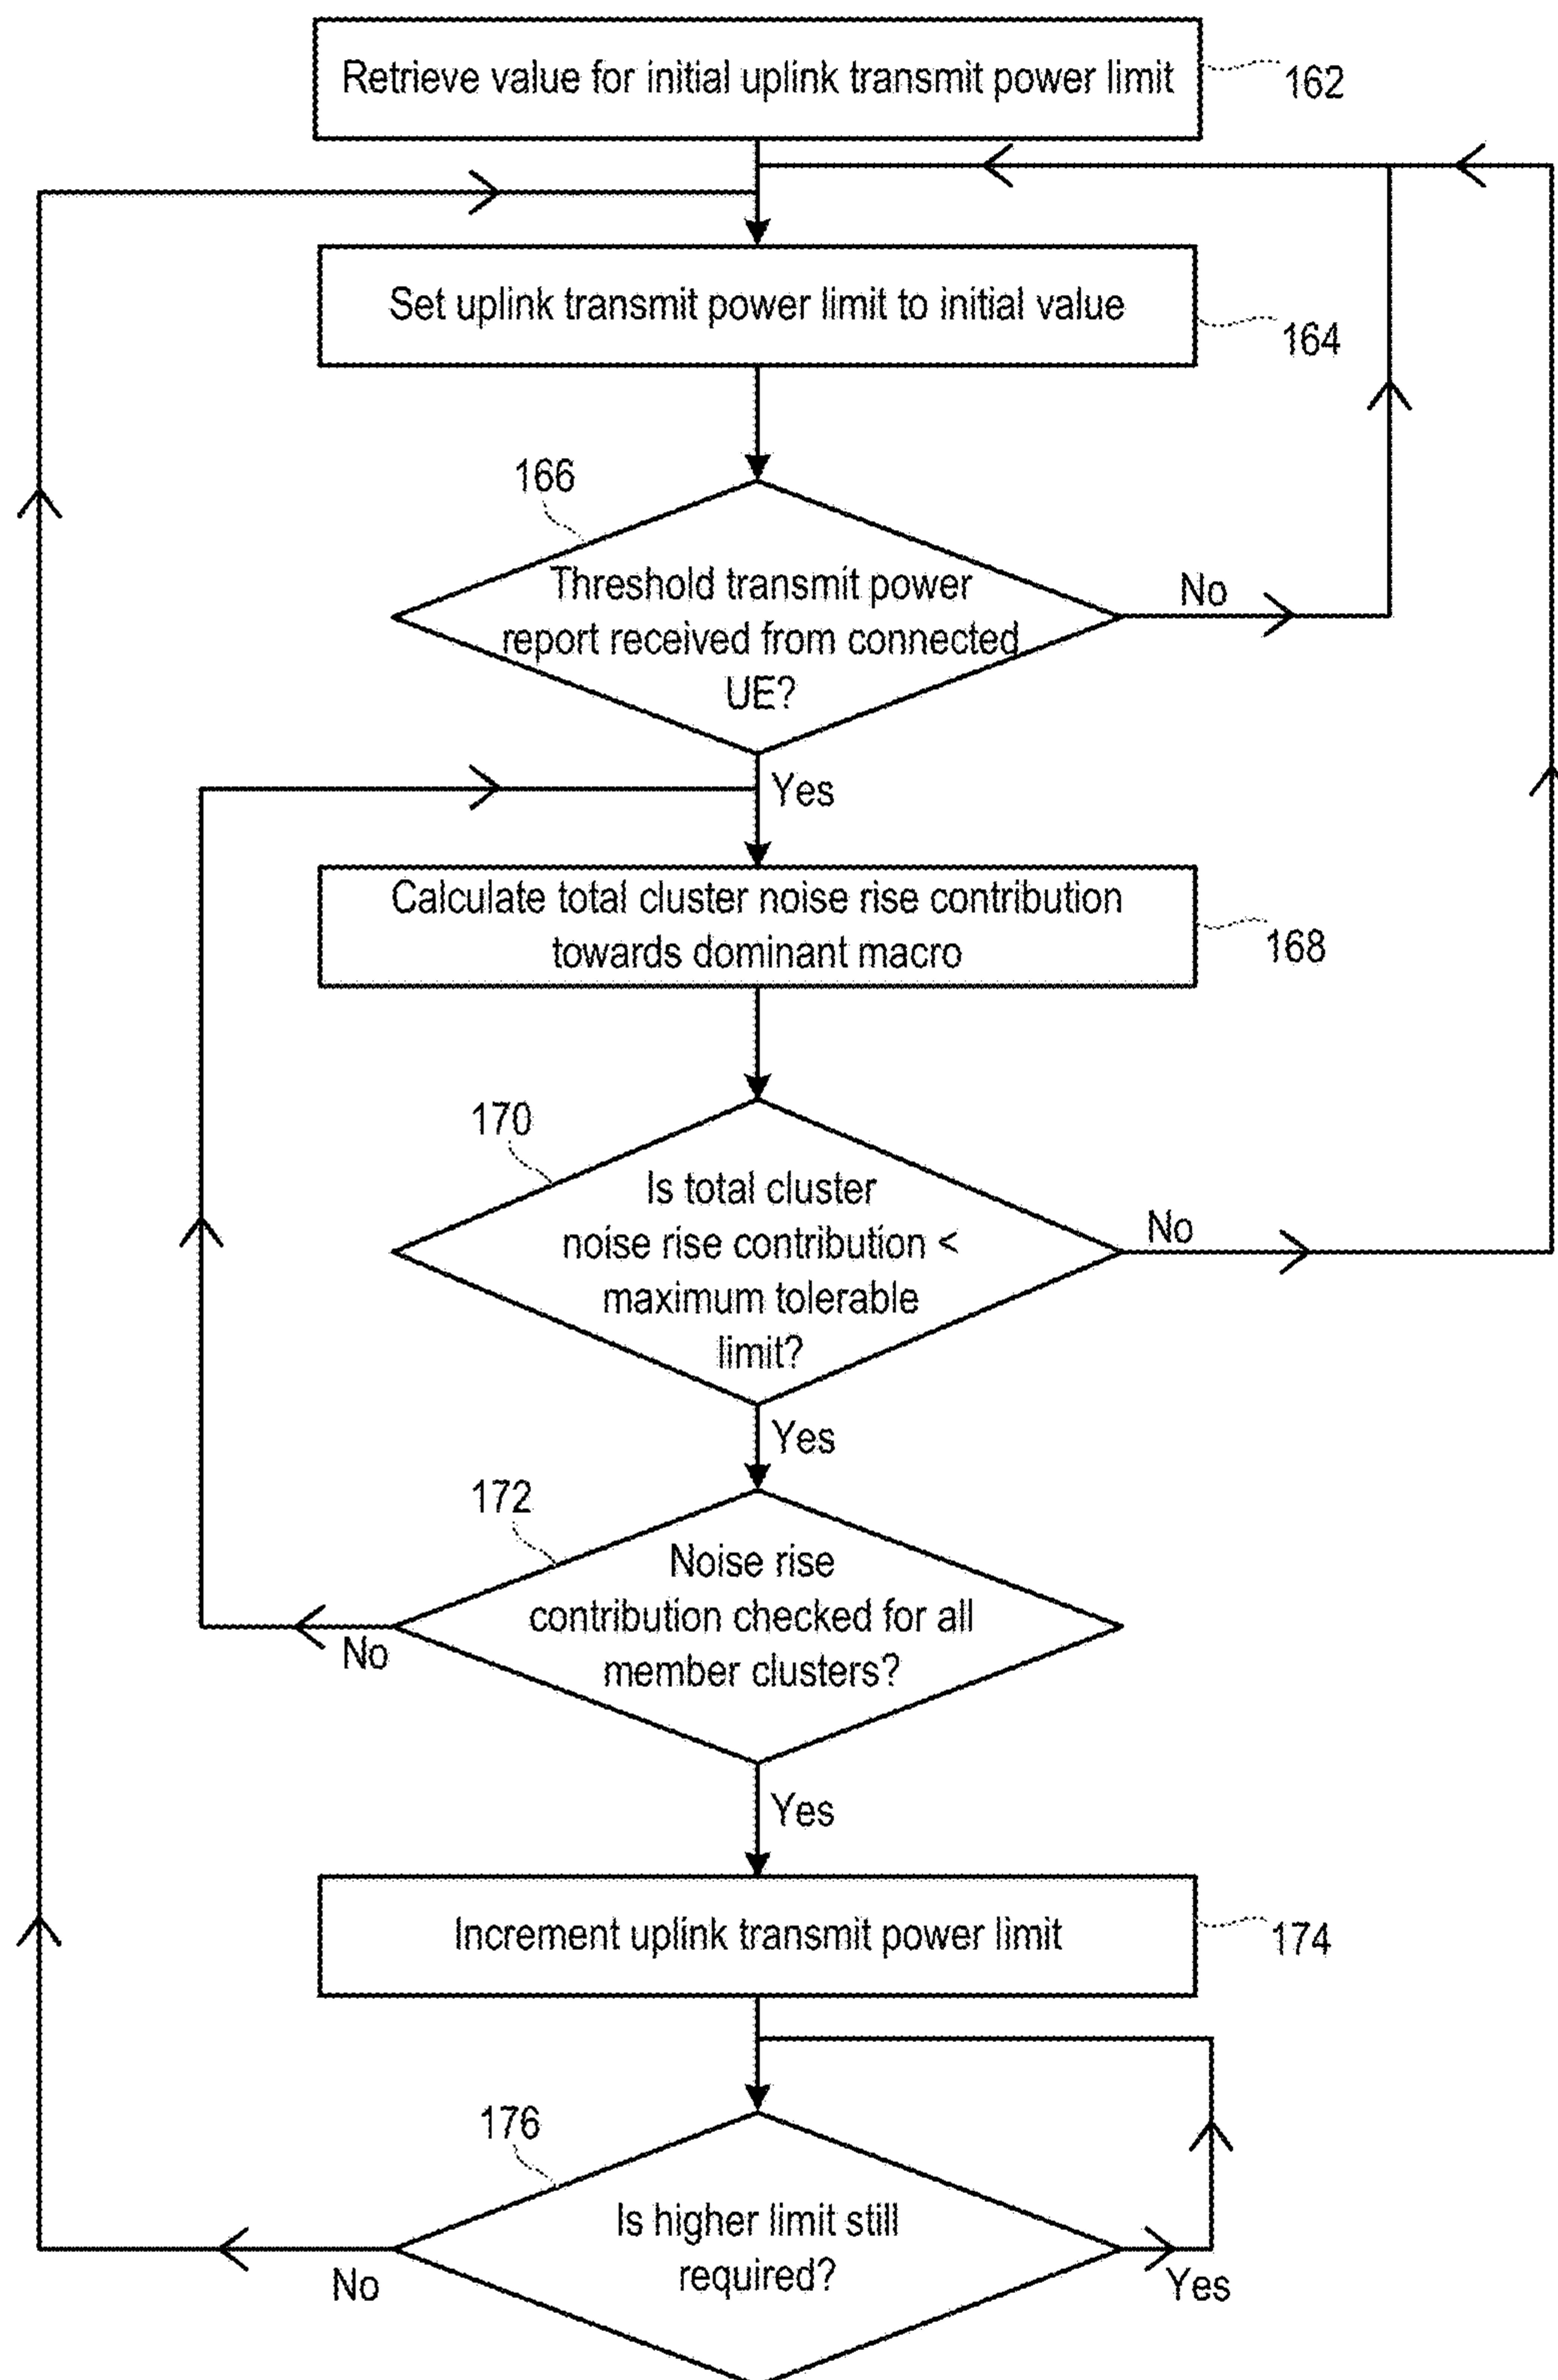 Retrieve value for initial uplink transmit power limit
162
Set uplink transmit power limit to initial value
164
166
Threshold transmit power
report received from connected
UE?
No
Yes
Calculate total cluster noise rise contribution
towards dominant macro
168
170
Is total cluster
noise rise contribution <
maximum tolerable
limit?
No
Yes
172
Noise rise
contribution checked for all
member clusters?
No
Yes
Increment uplink transmit power limit
174
176
Is higher limit still
required?
No
Yes